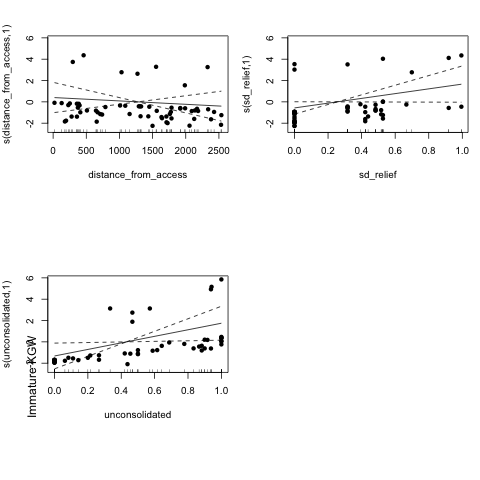 s(distance_from_access,1)
6
4
2
0
-2
0 500 1000 1500 2000 2500
distance_from_access
s(sd_relief,1)
6
4
2
0
-2
0.0 0.2 0.4 0.6 0.8 1.0
sd_relief
s(unconsolidated,1)
6
4
2
0.0 0.2 0.4 0.6 0.8 1.0
unconsolidated
Immature KGW